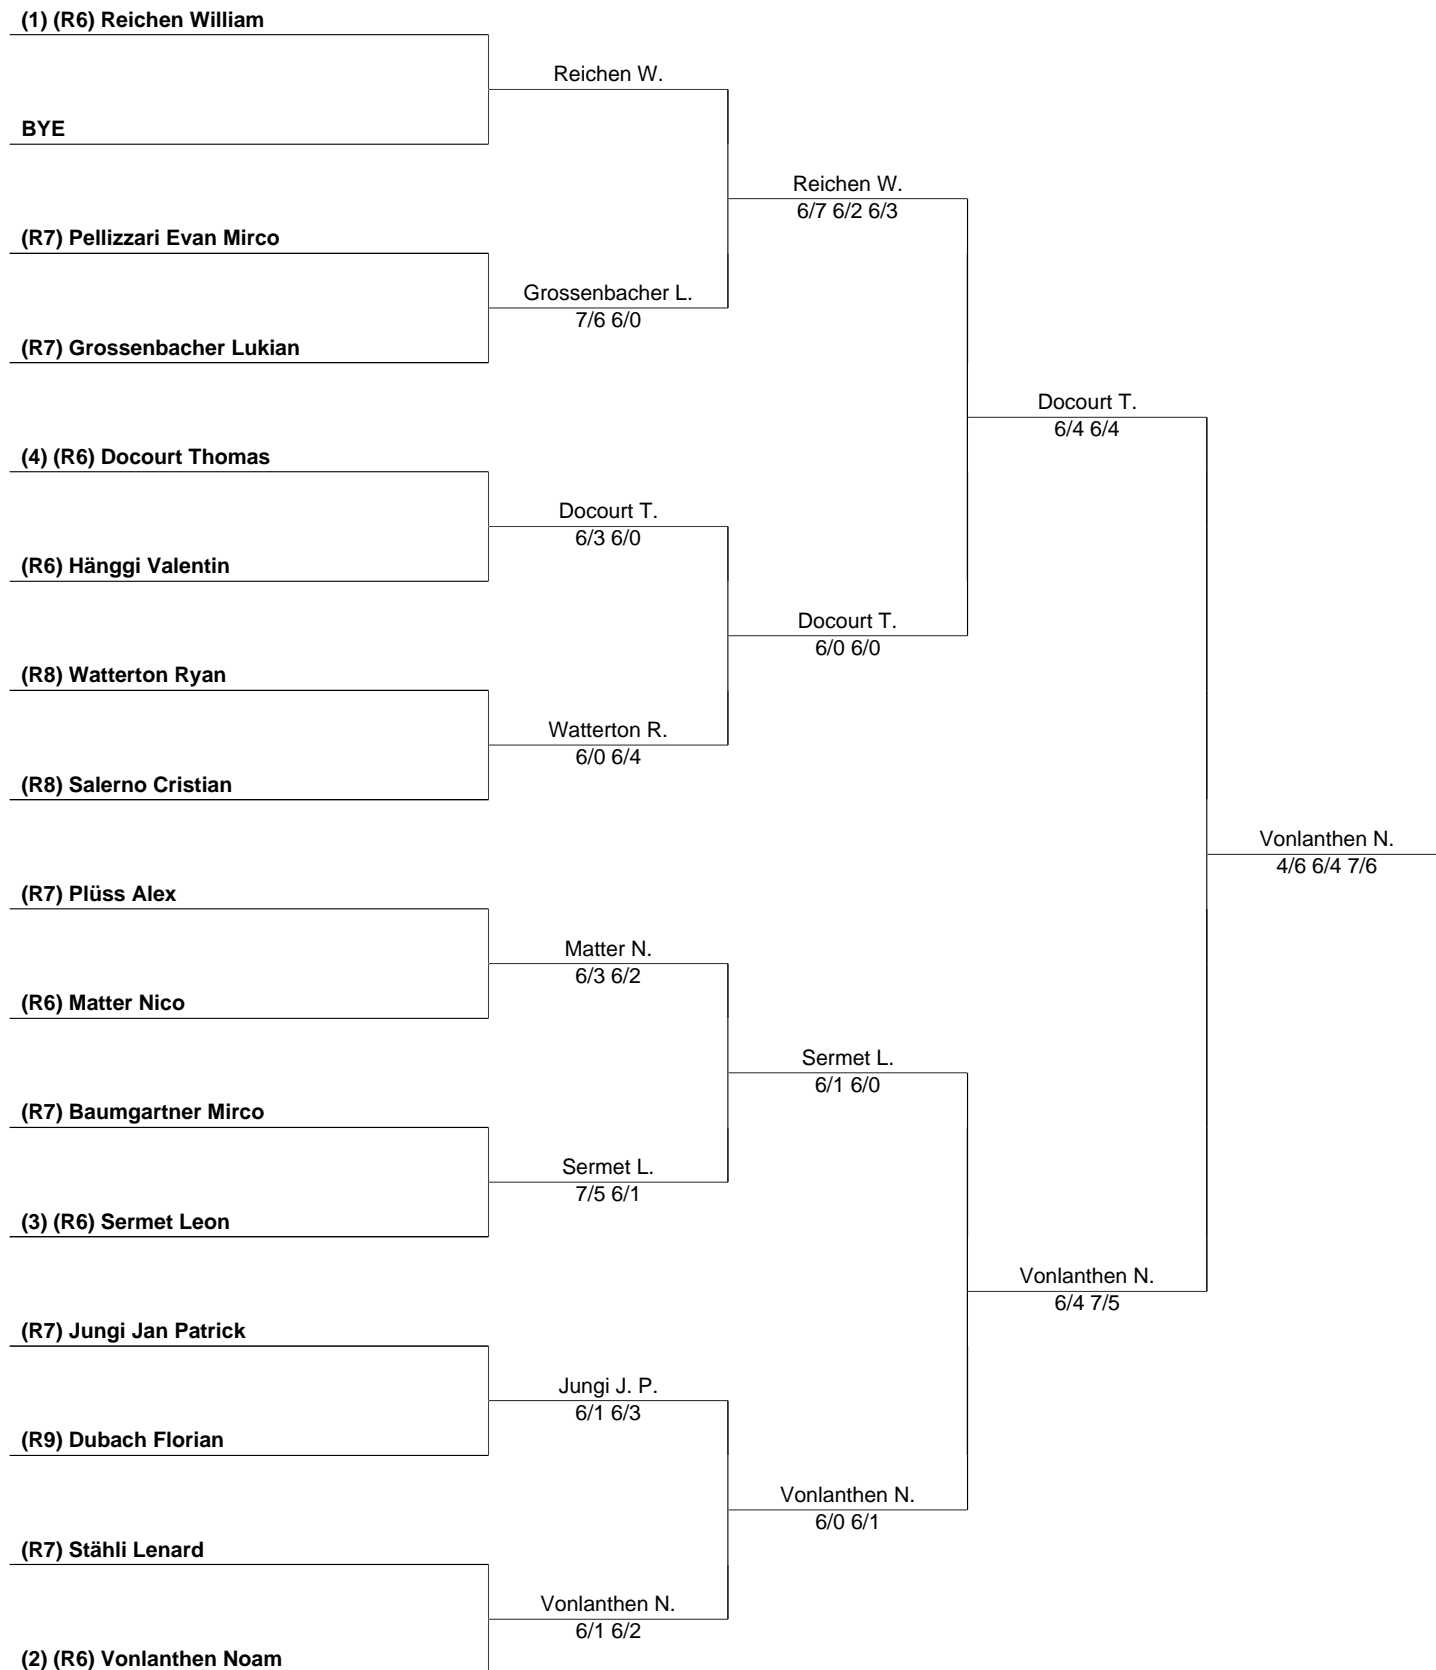 (1) (R6) Reichen William
Reichen W.
BYE
Reichen W.
6/7 6/2 6/3
(R7) Pellizzari Evan Mirco
Grossenbacher L.
7/6 6/0
(R7) Grossenbacher Lukian
Docourt T.
6/4 6/4
(4) (R6) Docourt Thomas
Docourt T.
6/3 6/0
(R6) Hänggi Valentin
Docourt T.
6/0 6/0
(R8) Watterton Ryan
Watterton R.
6/0 6/4
(R8) Salerno Cristian
Vonlanthen N.
4/6 6/4 7/6
(R7) Plüss Alex
Matter N.
6/3 6/2
(R6) Matter Nico
Sermet L.
6/1 6/0
(R7) Baumgartner Mirco
Sermet L.
7/5 6/1
(3) (R6) Sermet Leon
Vonlanthen N.
6/4 7/5
(R7) Jungi Jan Patrick
Jungi J. P.
6/1 6/3
(R9) Dubach Florian
Vonlanthen N.
6/0 6/1
(R7) Stähli Lenard
Vonlanthen N.
6/1 6/2
(2) (R6) Vonlanthen Noam